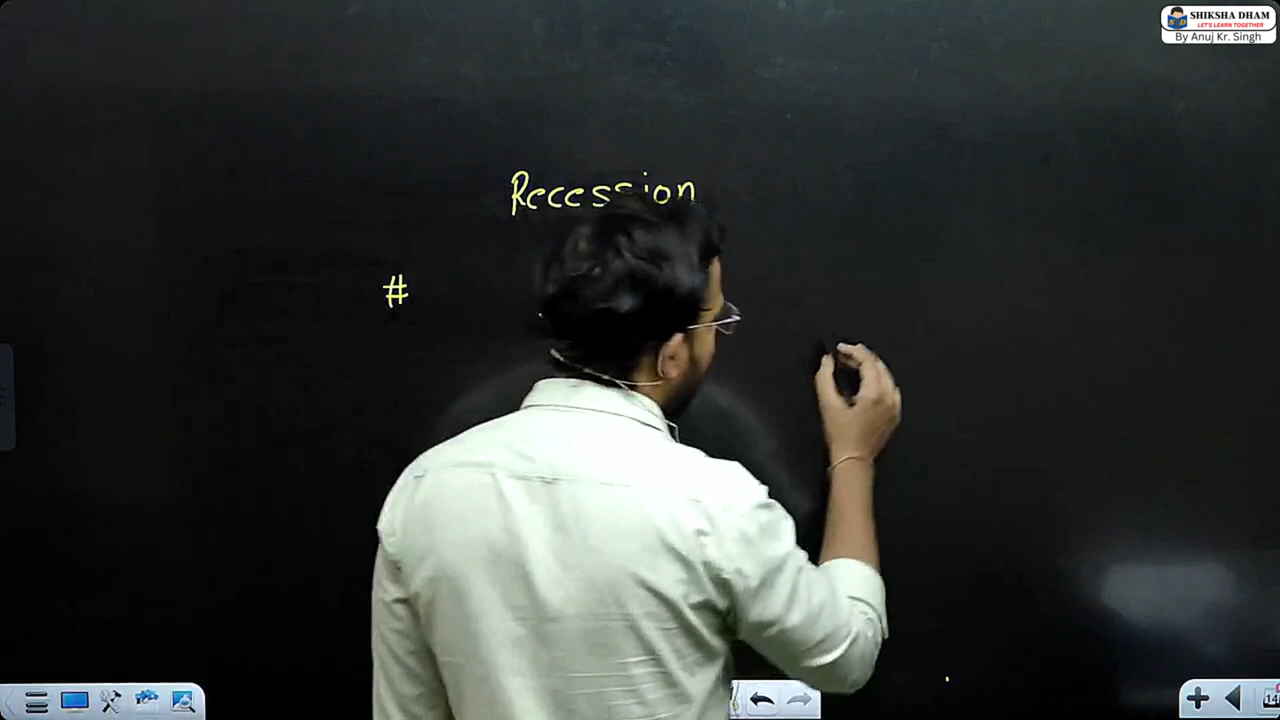 SHIKSHA DHAM
LET'S LEARN TOGETHER
By Anuj Kr. Singh
Recession
#